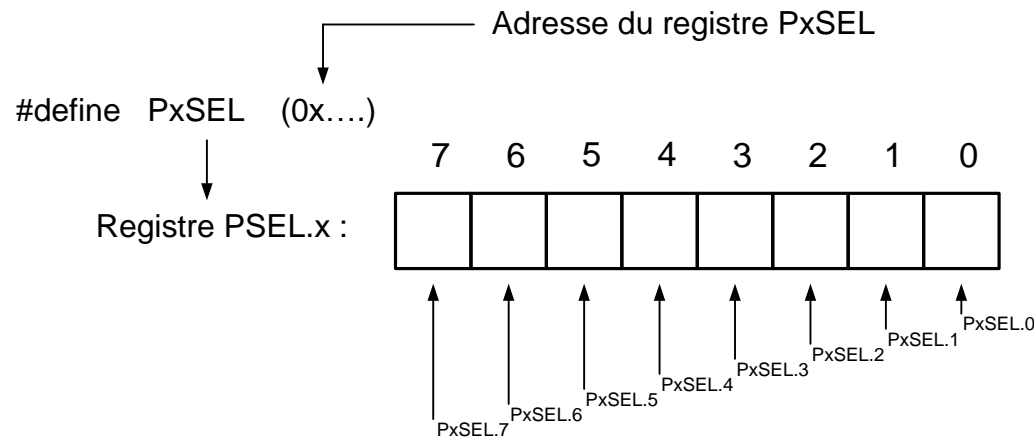 Adresse du registre PxSEL
#define PxSEL (0x....)
7 6 5 4 3 2 1 0
Registre PSEL.x :
PxSEL.0
PxSEL.1
PxSEL.2
PxSEL.3
PxSEL.4
PxSEL.5
PxSEL.6
PxSEL.7